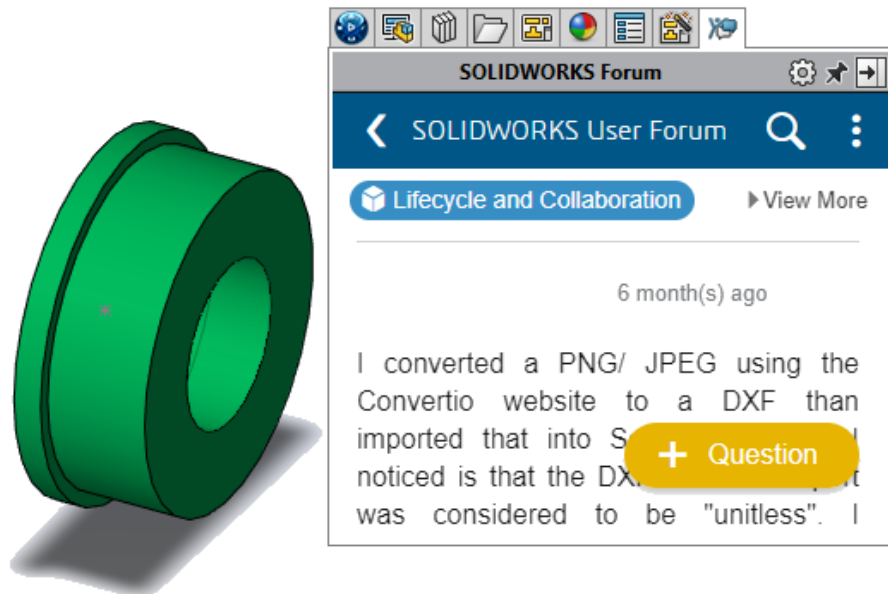 SOLIDWORKS Forum
SOLIDWORKS User Forum
Lifecycle and Collaboration
View More
6 month(s) ago
I converted a PNG/ JPEG using the
Convertio website to a DXF than
imported that into S
+ Question
noticed is that the DX
was considered to be "unitless". I